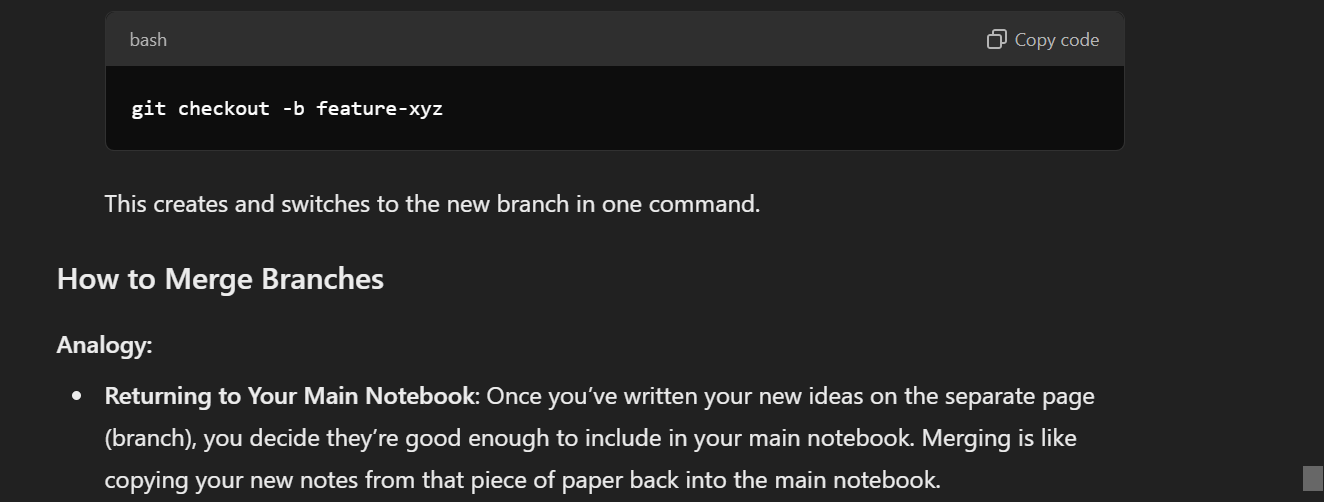 bash
Copy code
git checkout -b feature-xyz
This creates and switches to the new branch in one command.
How to Merge Branches
Analogy:
Returning to Your Main Notebook: Once you’ve written your new ideas on the separate page
(branch), you decide they’re good enough to include in your main notebook. Merging is like
copying your new notes from that piece of paper back into the main notebook.